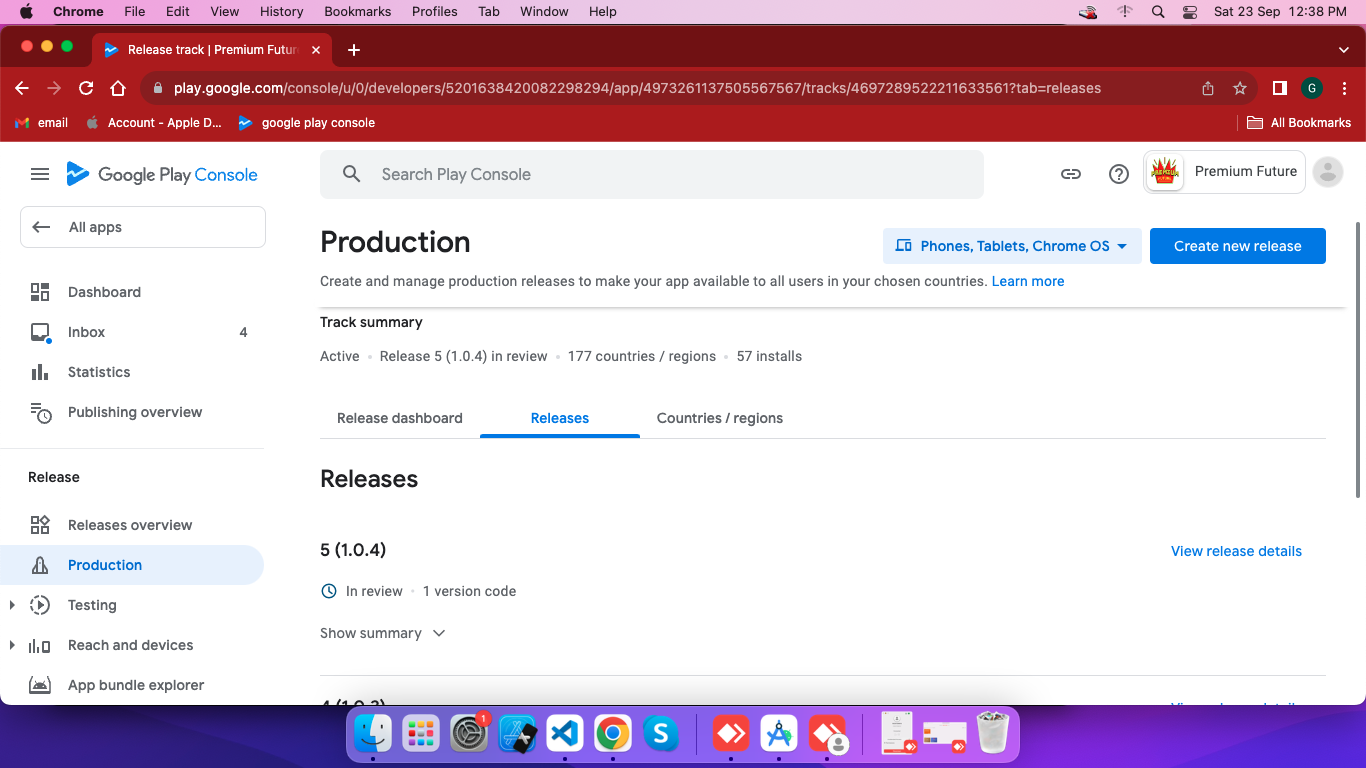 Chrome File Edit View History Bookmarks Profiles Tab Window Help Sat 23 Sep 12:38 PM
Release track | Premium Futur
play.google.com/console/u/0/developers/5201638420082298294/app/4973261137505567567/tracks/4697289522211633561?tab=releases
G
email Account - Apple D... google play console All Bookmarks
Google Play Console
Search Play Console
Premium Future
All apps
Production
Phones, Tablets, Chrome OS
Create new release
Create and manage production releases to make your app available to all users in your chosen countries. Learn more
Dashboard
Inbox 4
Statistics
Publishing overview
Release
Releases overview
Production
Testing
Reach and devices
App bundle explorer
Track summary
Active • Release 5 (1.0.4) in review • 177 countries / regions • 57 installs
Release dashboard Releases Countries / regions
Releases
5 (1.0.4) View release details
In review • 1 version code
Show summary
4 (1.0.3) View release details
1
S